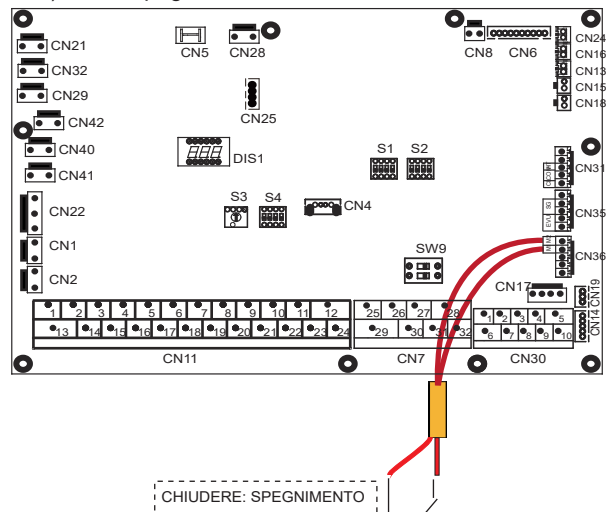 CN21
CN5
CN28
CN8
CN6
CN24
CN16
CN13
CN15
CN18
CN32
CN29
CN42
CN40
CN41
CN25
DIS1
S1 S2
CN31
CN22
CN1
CN2
S3 S4
CN4
SG
EVU
CN35
M1 M2
CN36
SW9
CN17
CN19
CN14
1 2 3 4 5 6 7 8 9 10 11 12
13 14 15 16 17 18 19 20 21 22 23 24
CN11
25 26 27 28
29 30 31 32
CN7
1 2 3 4 5
6 7 8 9 10
CN30
CHIUDERE: SPEGNIMENTO